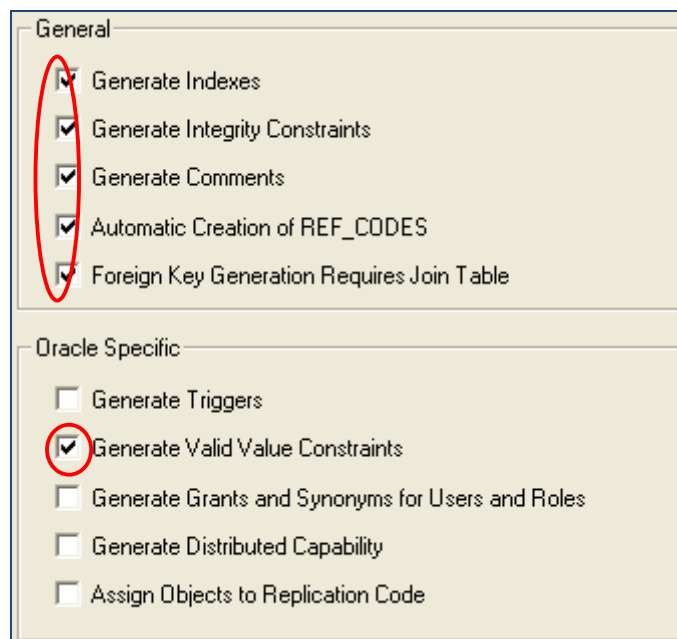 General
Generate Indexes
Generate Integrity Constraints
Generate Comments
Automatic Creation of REF_CODES
Foreign Key Generation Requires Join Table
Oracle Specific
Generate Triggers
Generate Valid Value Constraints
Generate Grants and Synonyms for Users and Roles
Generate Distributed Capability
Assign Objects to Replication Code